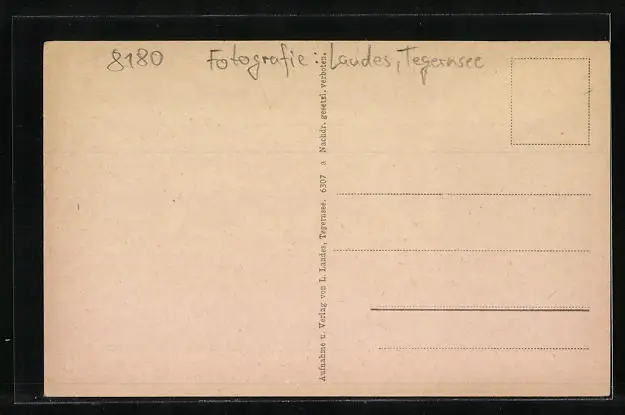 8180 Fotografie: Landes, Tegernsee
Aufnahme u. Verlag von L. Landes, Tegernsee. 6307 a Nachdr. gesetzl. verboten.